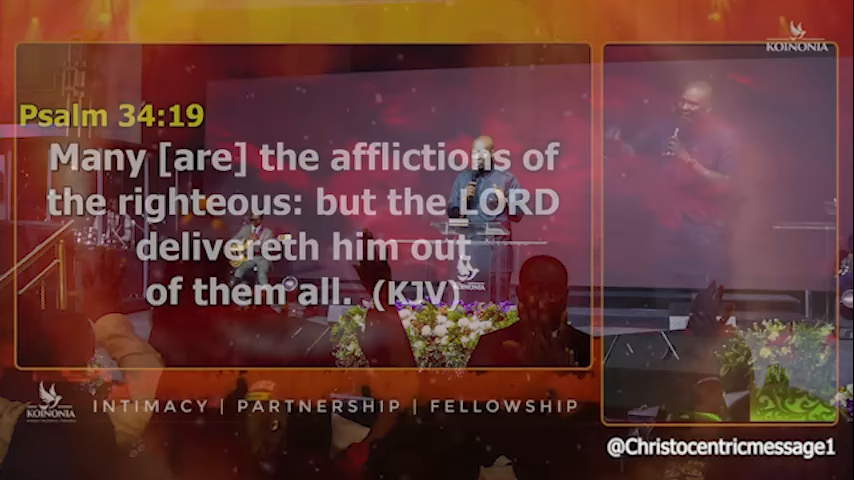 KOINONIA
Psalm 34:19
Many [are] the afflictions of
the righteous: but the LORD
delivereth him out
of them all. (KJV)
KOINONIA
KOINONIA
INTIMACY | PARTNERSHIP | FELLOWSHIP
@Christocentricmessage1